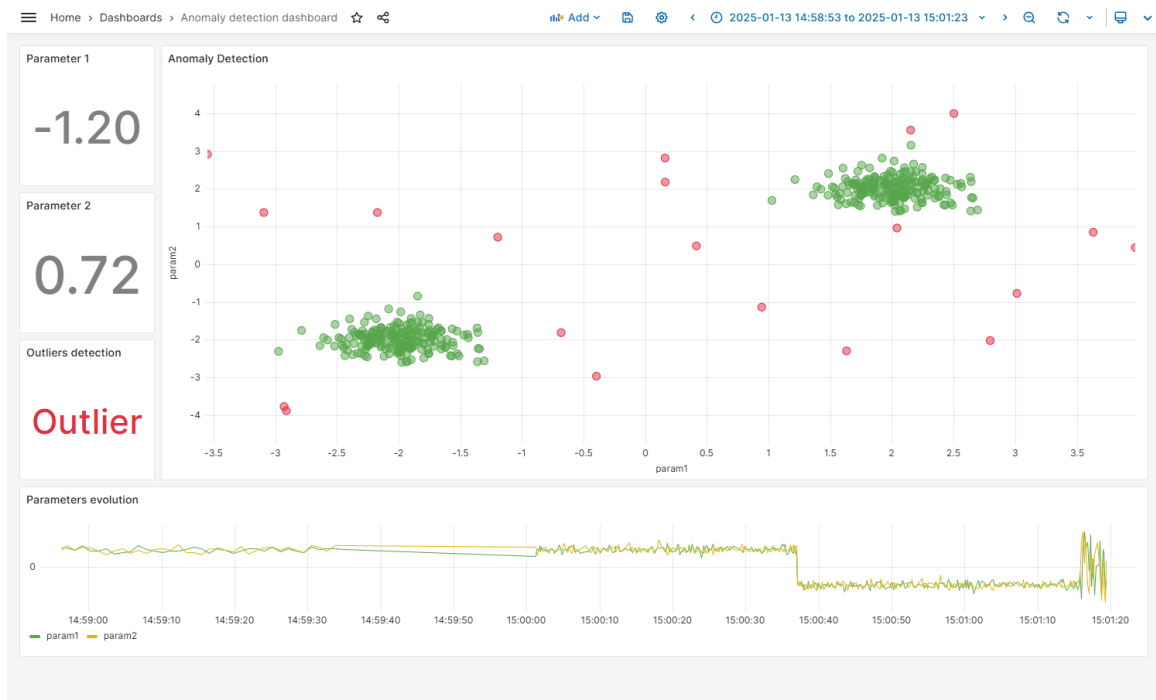 Home › Dashboards › Anomaly detection dashboard
Add
2025-01-13 14:58:53 to 2025-01-13 15:01:23
Parameter 1
-1.20
Parameter 2
0.72
Outliers detection
Outlier
Anomaly Detection
4
3
2
1
0
-1
-2
-3
-4
param2
-3.5 -3 -2.5 -2 -1.5 -1 -0.5 0 0.5 1 1.5 2 2.5 3 3.5
param1
Parameters evolution
0
14:59:00 14:59:10 14:59:20 14:59:30 14:59:40 14:59:50 15:00:00 15:00:10 15:00:20 15:00:30 15:00:40 15:00:50 15:01:00 15:01:10 15:01:20
param1 param2